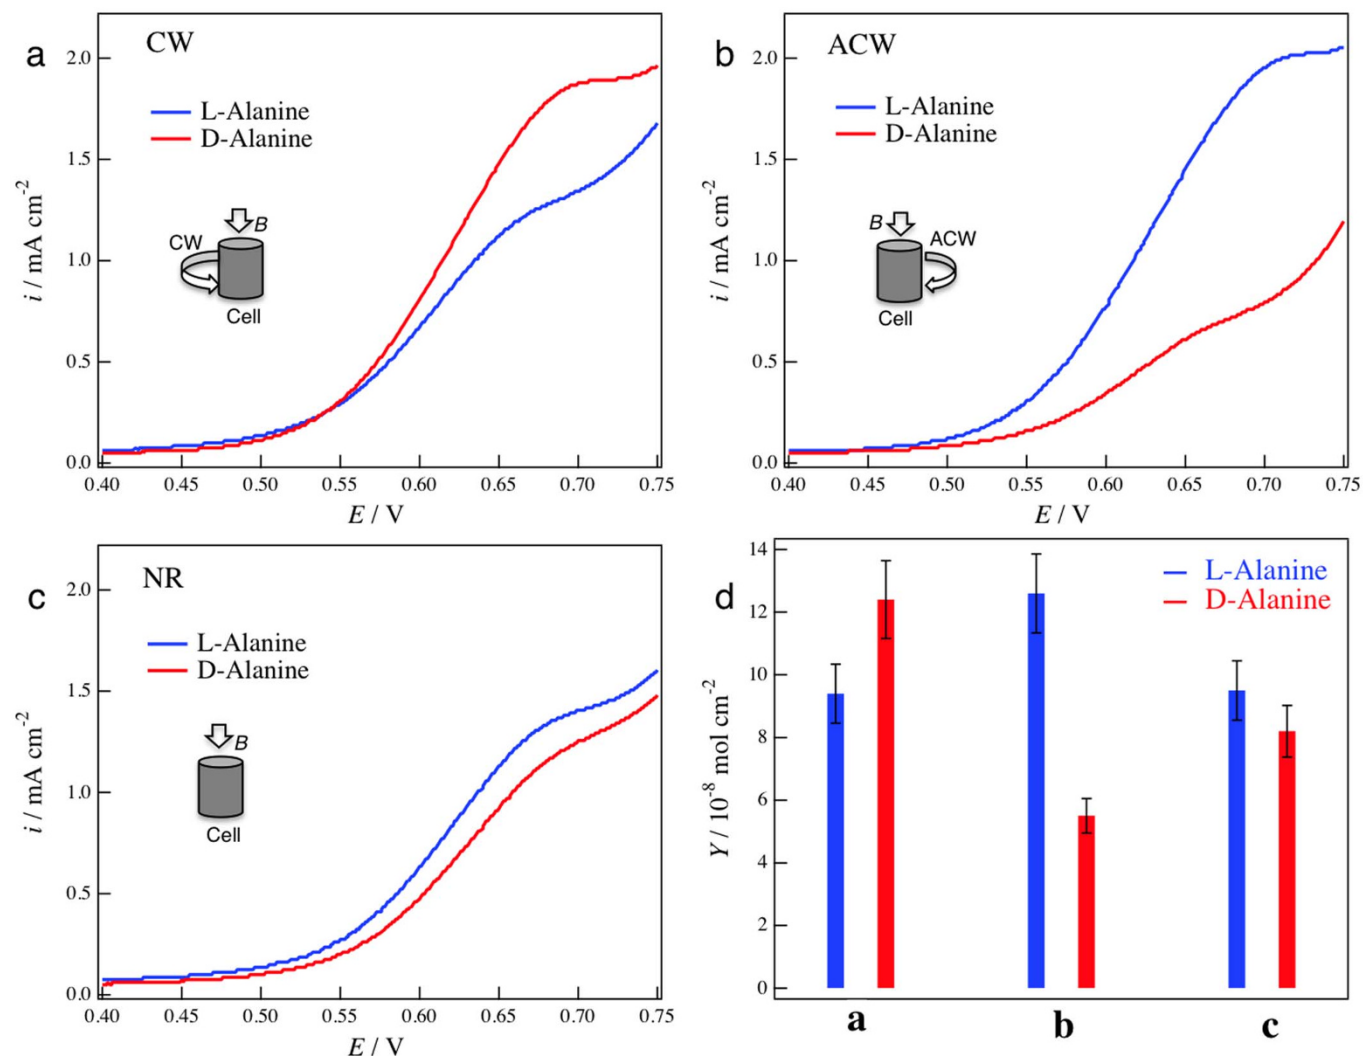 a
CW
L-Alanine
D-Alanine
B
CW
Cell
2.0
1.5
1.0
0.5
0.0
i / mA cm-2
0.40 0.45 0.50 0.55 0.60 0.65 0.70 0.75
E / V
b
ACW
L-Alanine
D-Alanine
B
ACW
Cell
2.0
1.5
1.0
0.5
0.0
i / mA cm-2
0.40 0.45 0.50 0.55 0.60 0.65 0.70 0.75
E / V
c
NR
L-Alanine
D-Alanine
B
Cell
2.0
1.5
1.0
0.5
0.0
i / mA cm-2
0.40 0.45 0.50 0.55 0.60 0.65 0.70 0.75
E / V
d
L-Alanine
D-Alanine
14
12
10
8
6
4
2
0
Y / 10-8 mol cm-2
a b c